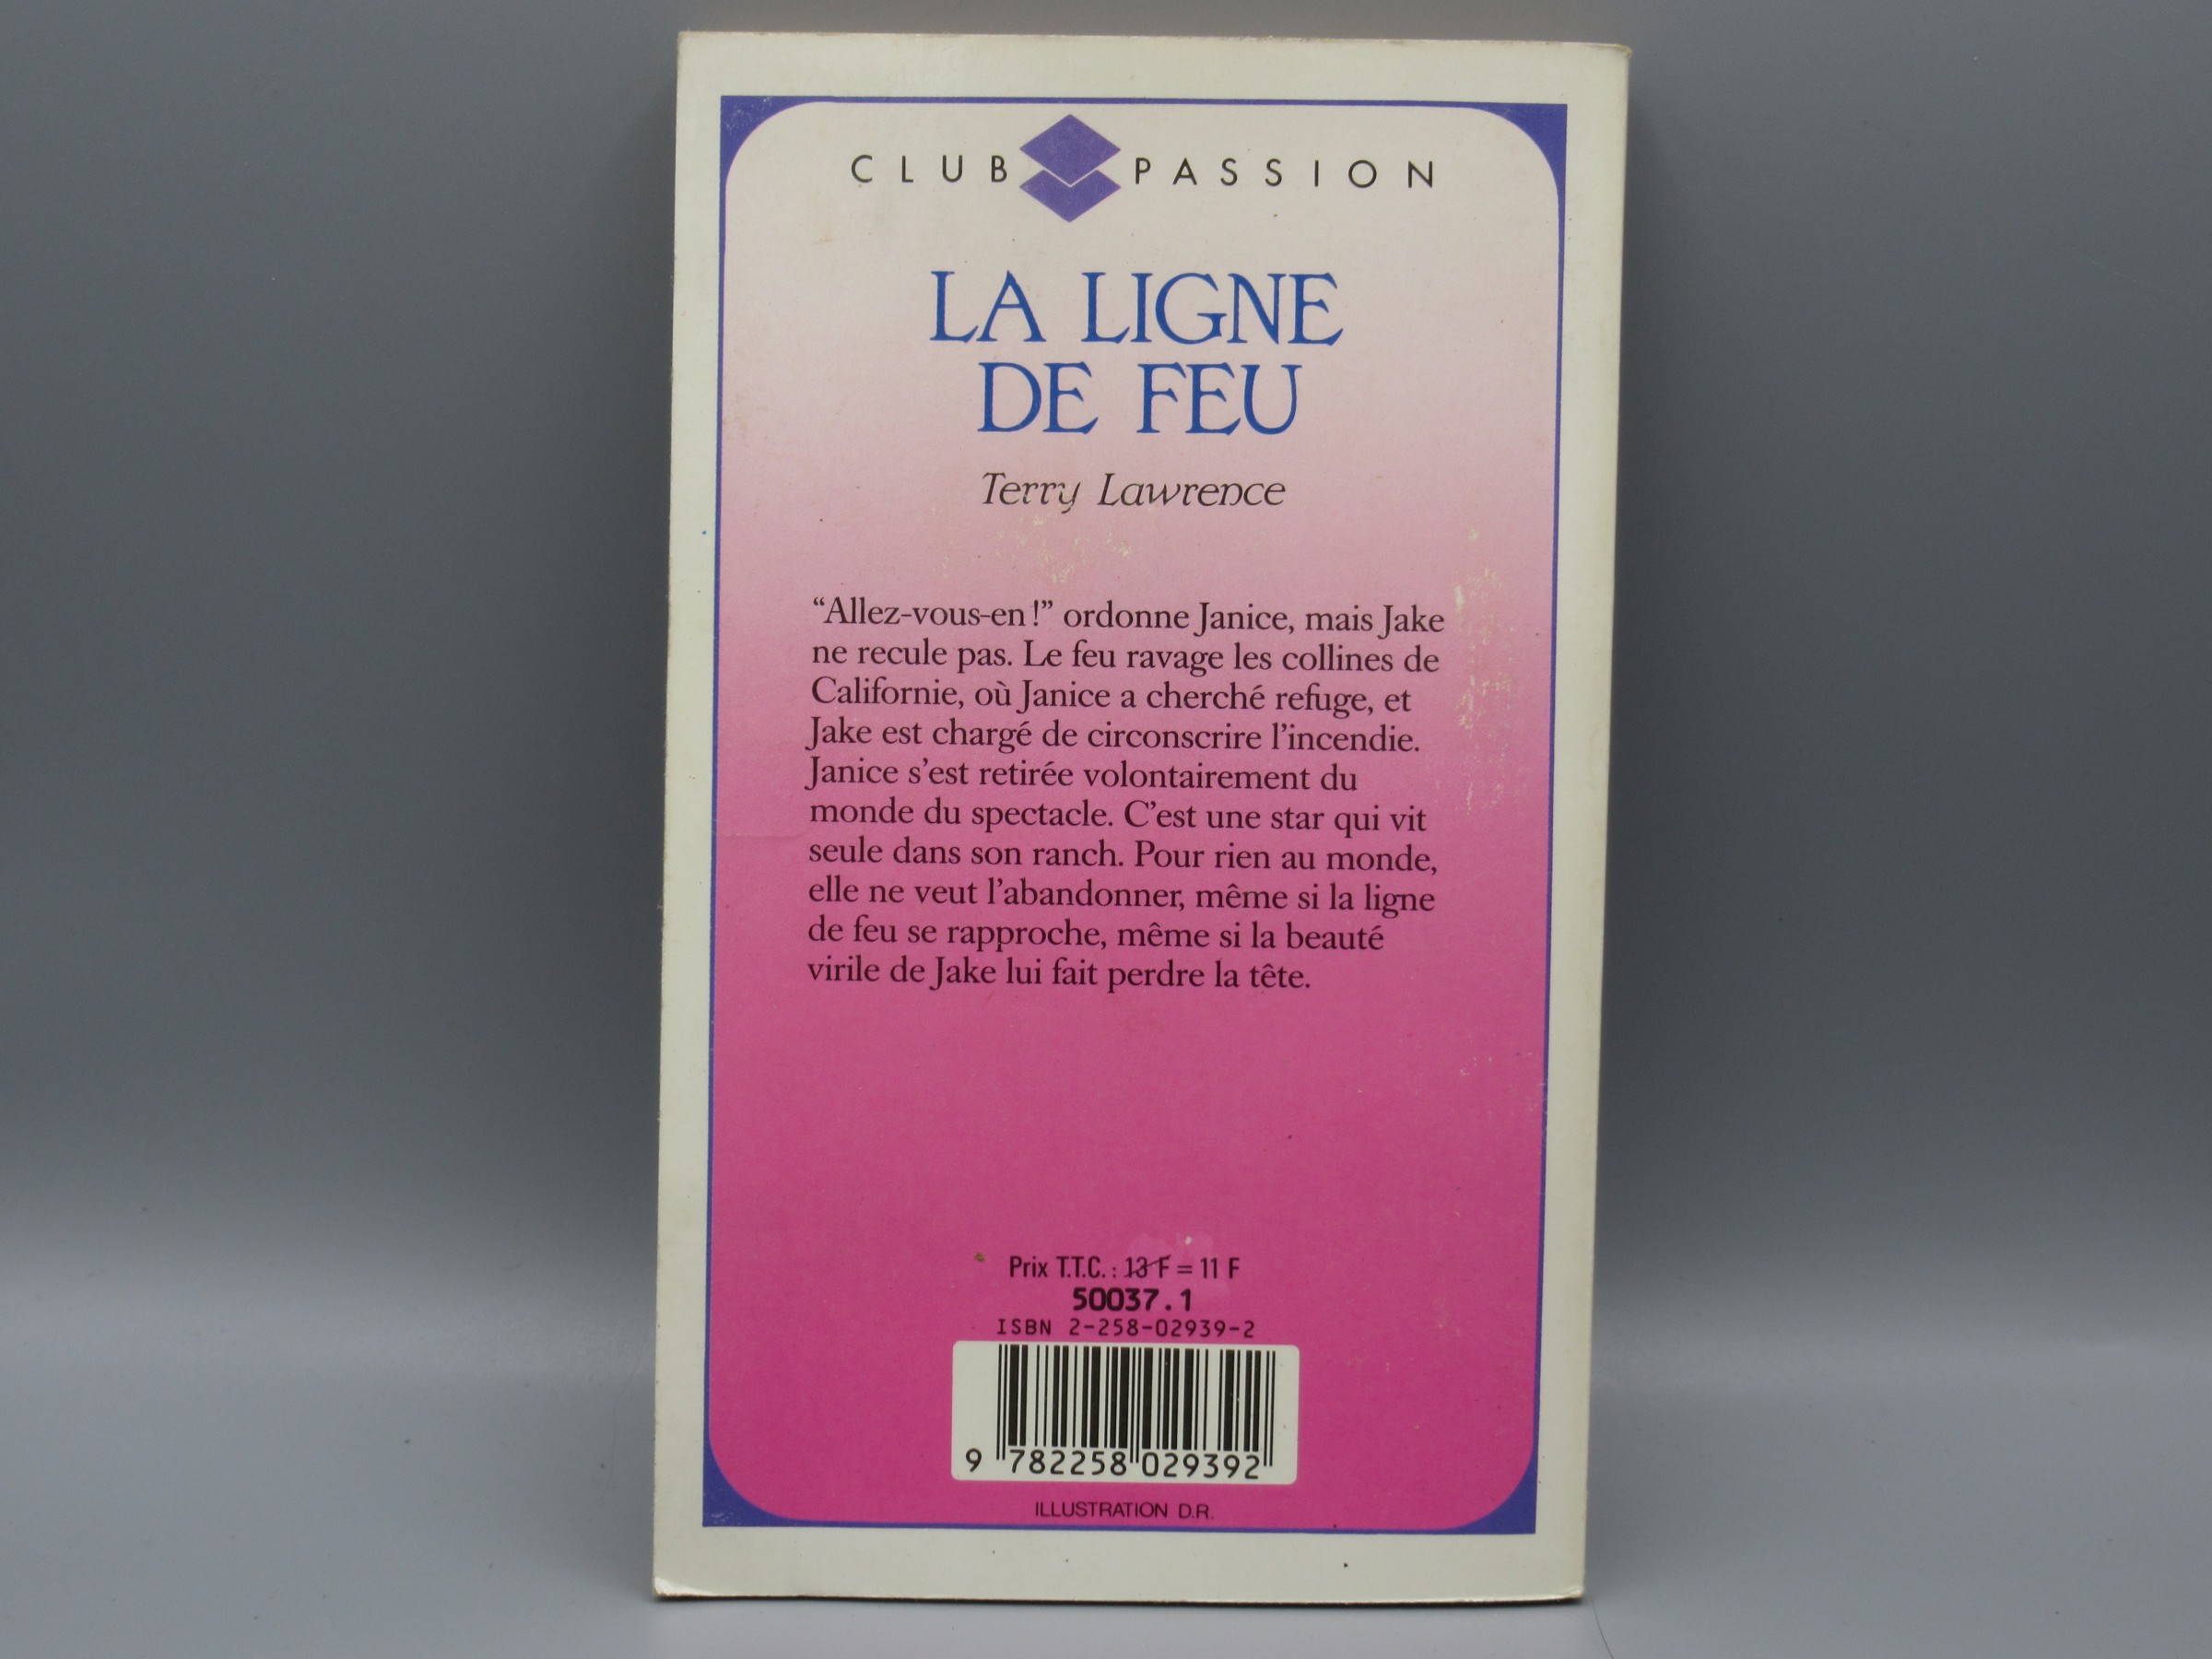 CLUB PASSION
LA LIGNE
DE FEU
Terry Lawrence
“Allez-vous-en !” ordonne Janice, mais Jake
ne recule pas. Le feu ravage les collines de
Californie, où Janice a cherché refuge, et
Jake est chargé de circonscrire l’incendie.
Janice s’est retirée volontairement du
monde du spectacle. C’est une star qui vit
seule dans son ranch. Pour rien au monde,
elle ne veut l’abandonner, même si la ligne
de feu se rapproche, même si la beauté
virile de Jake lui fait perdre la tête.
Prix T.T.C. : 13 F = 11 F
50037.1
ISBN 2-258-02939-2
9 782258 029392
ILLUSTRATION D.R.